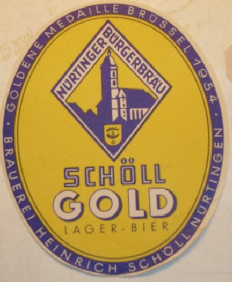 · GOLDENE MEDAILLE BRÜSSEL 1954 ·
NÜRTINGER BÜRGERBRÄU
SCHÖLL
GOLD
LAGER-BIER
BRAUEREI HEINRICH SCHÖLL NÜRTINGEN